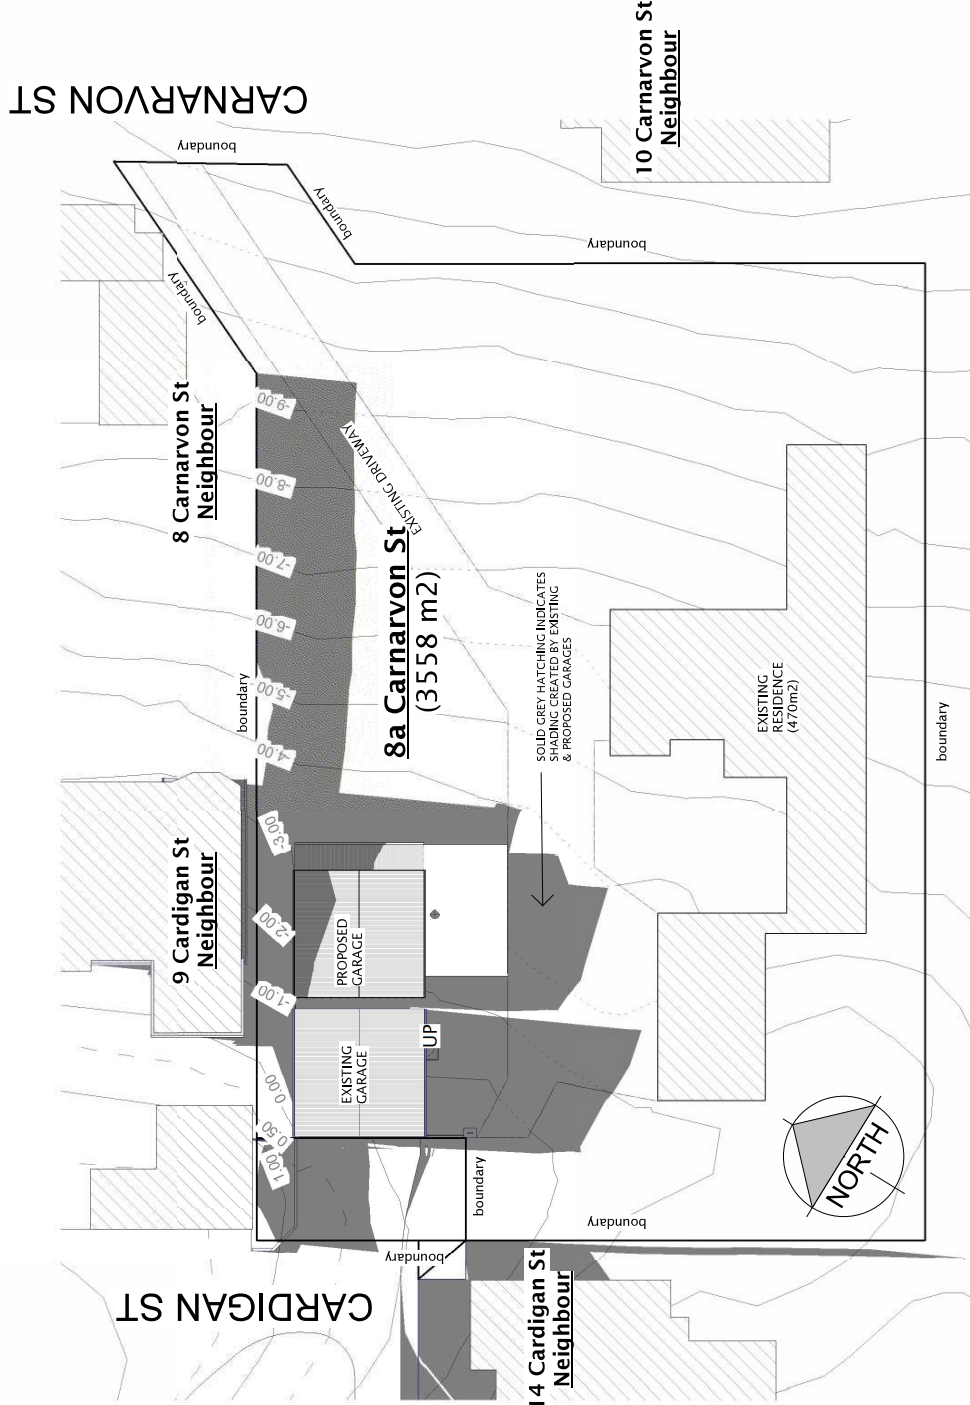 CARNARVON ST
10 Carnarvon St
Neighbour
boundary
boundary
boundary
boundary
8 Carnarvon St
Neighbour
-9.00
-8.00
-7.00
-6.00
-5.00
-4.00
-3.00
-2.00
-1.00
0.00
0.50
1.00
EXISTING DRIVEWAY
8a Carnarvon St
(3558 m2)
SOLID GREY HATCHING INDICATES
SHADING CREATED BY EXISTING
& PROPOSED GARAGES
boundary
EXISTING
RESIDENCE
(470m2)
boundary
9 Cardigan St
Neighbour
PROPOSED
GARAGE
EXISTING
GARAGE
UP
NORTH
boundary
boundary
boundary
CARDIGAN ST
14 Cardigan St
Neighbour